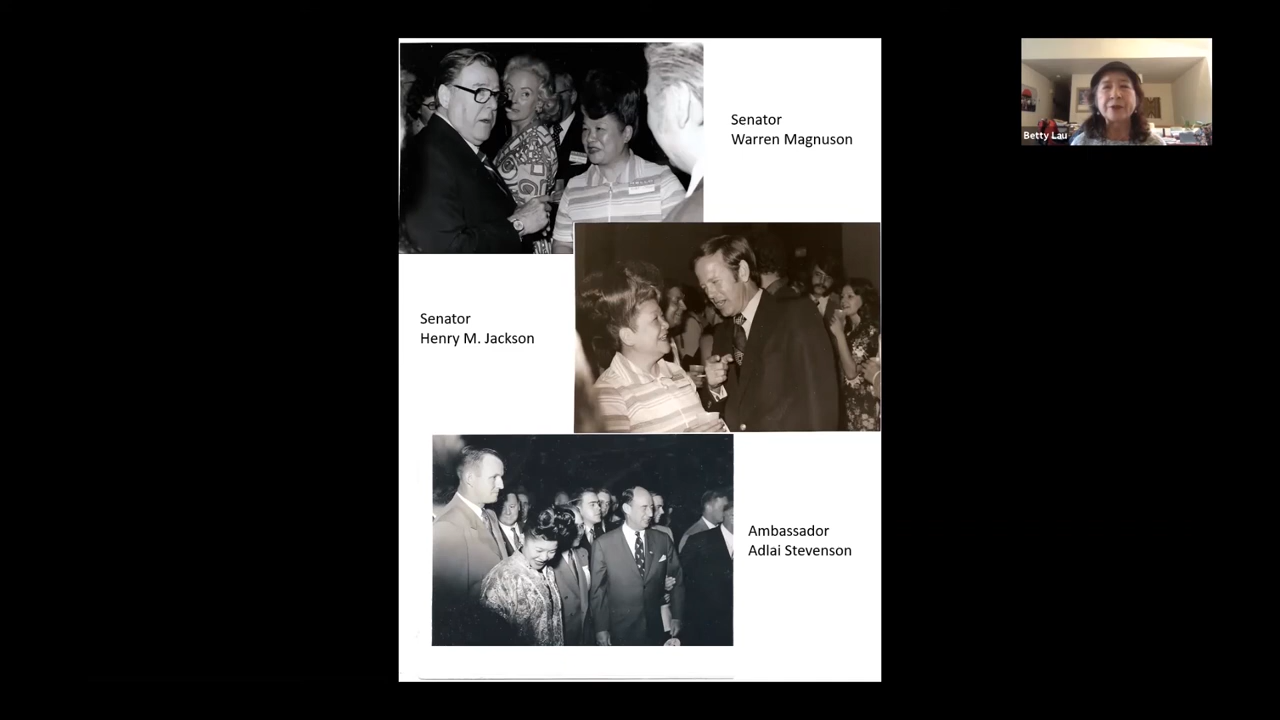 Senator
Warren Magnuson
Betty Lau
Senator
Henry M. Jackson
Ambassador
Adlai Stevenson